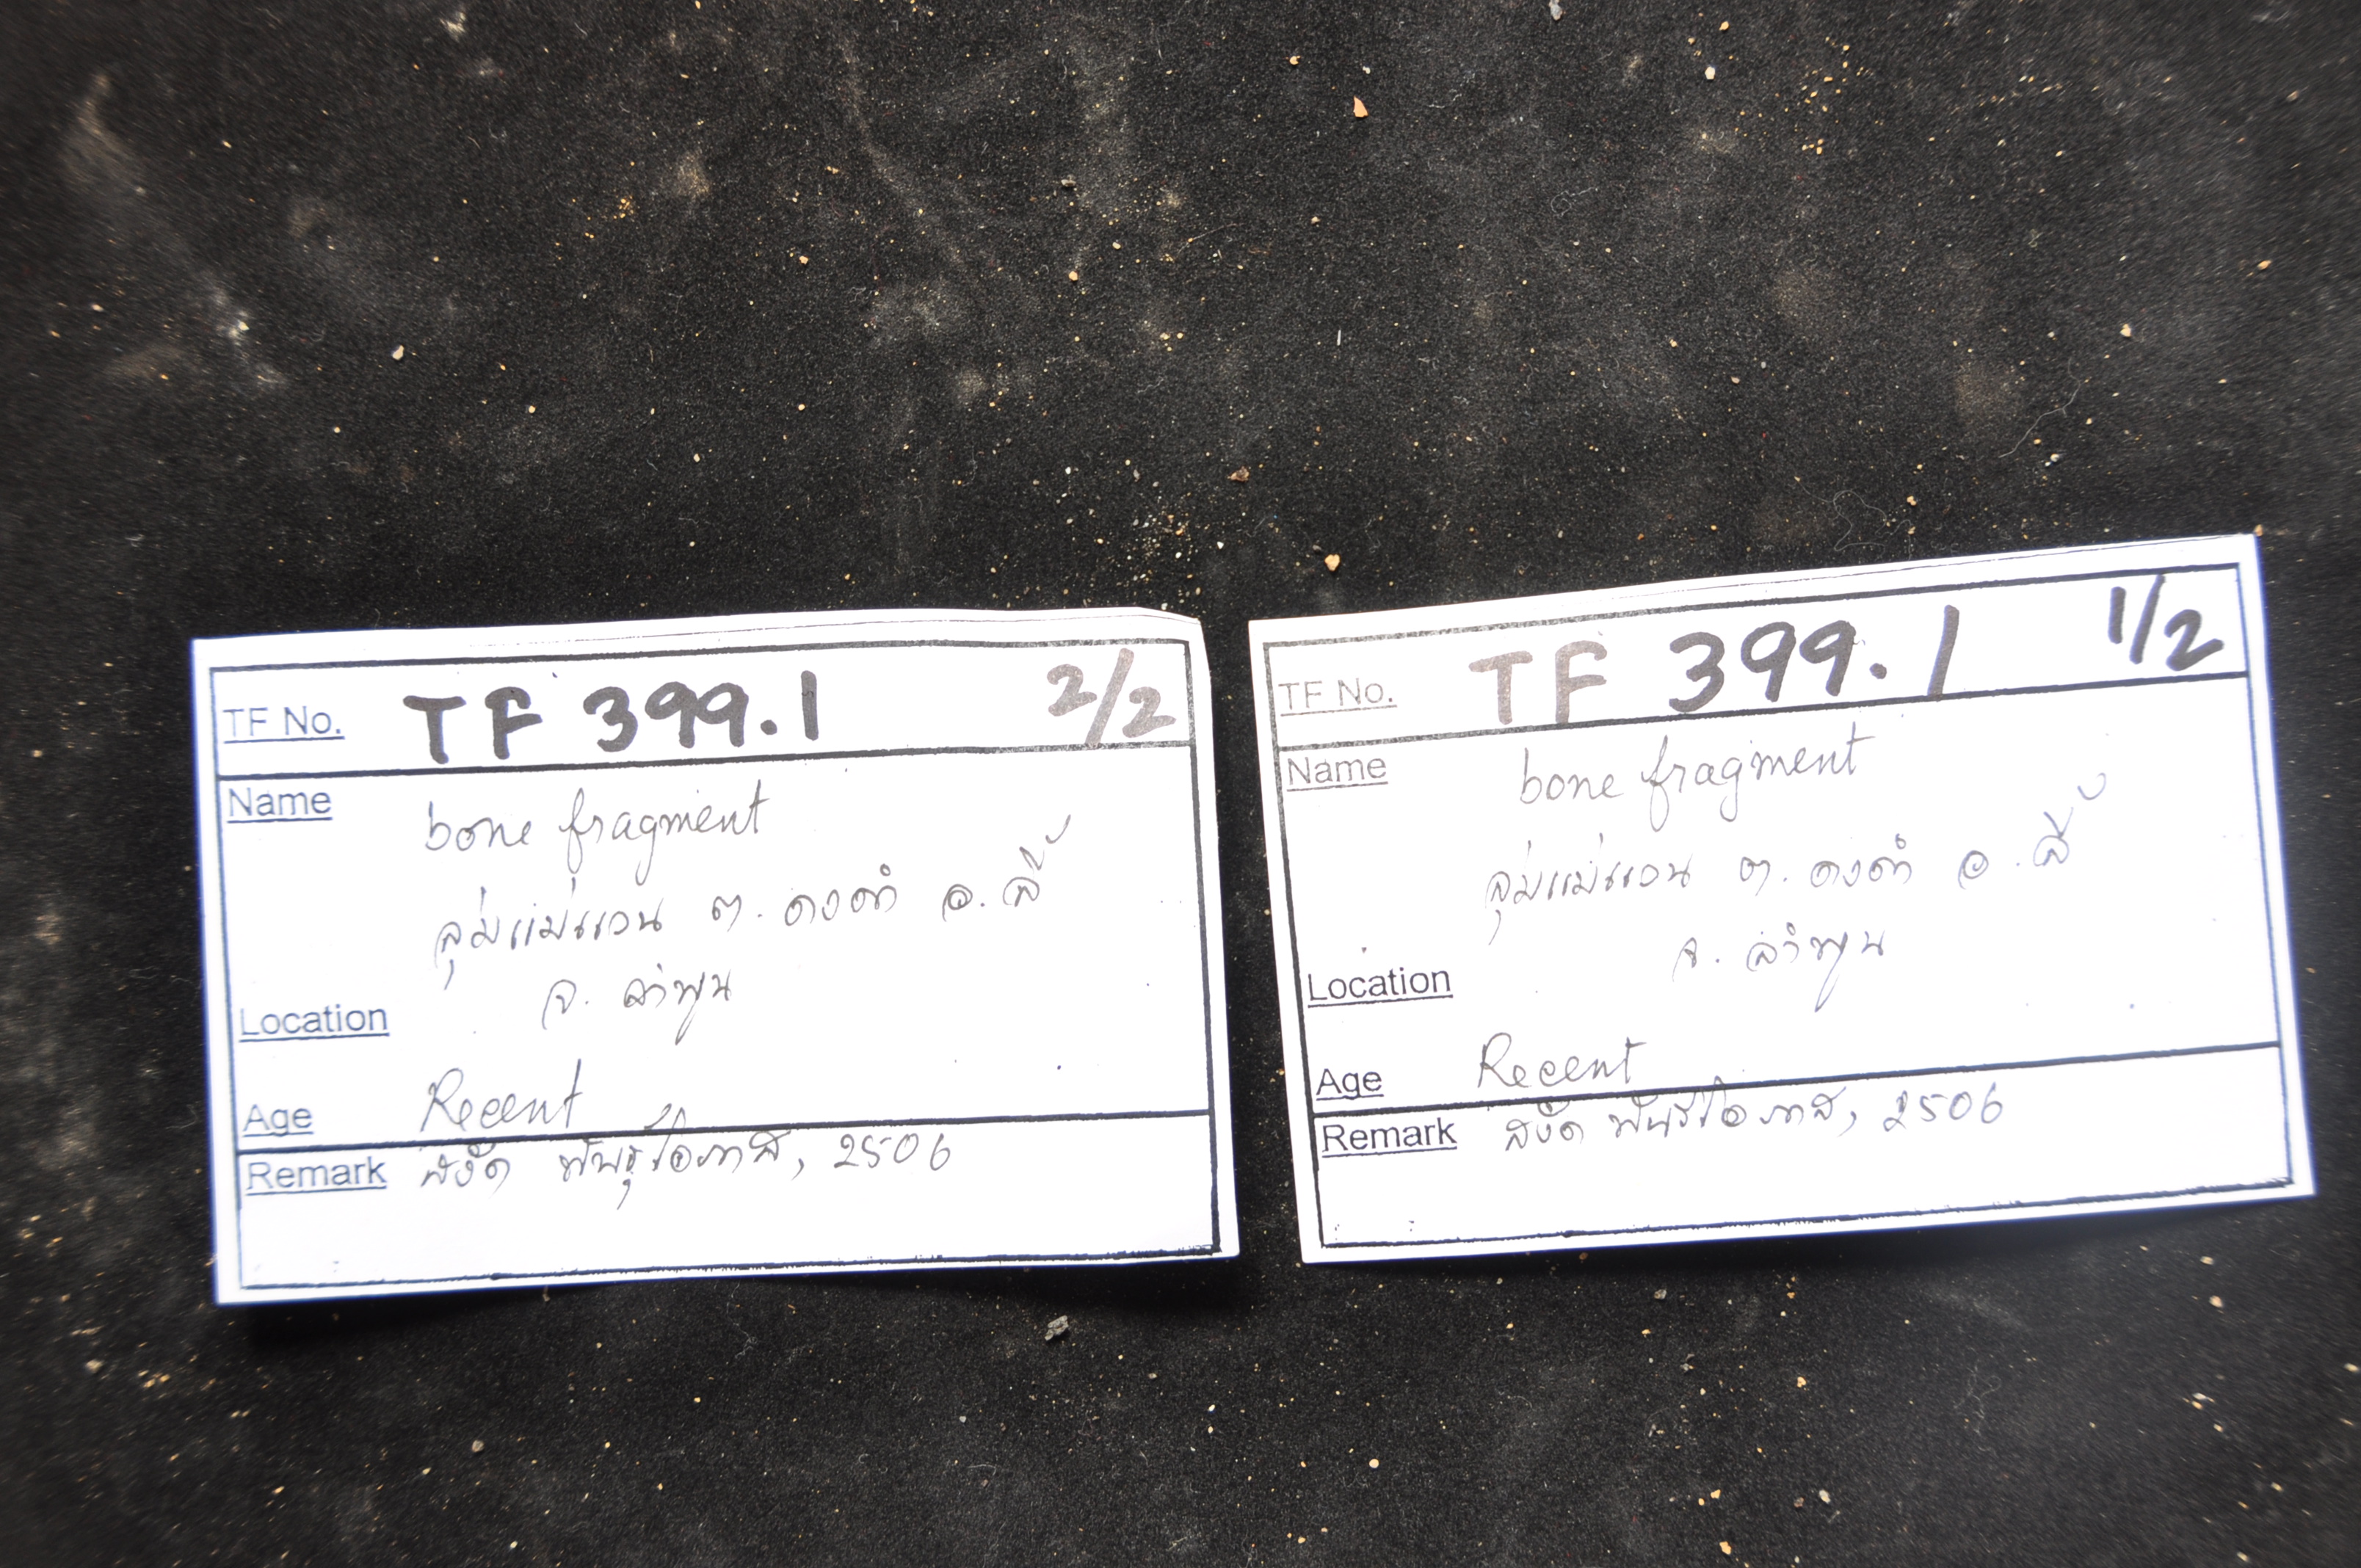 TF No. TF 399.1 2/2
Name bone fragment
ลุ่มแม่แวน ต. ดงดำ อ. ลี้
Location จ. ลำพูน
Age Recent
Remark สงัด พันธุ์โอภาส, 2506
TF No. TF 399.1 1/2
Name bone fragment
ลุ่มแม่แวน ต. ดงดำ อ. ลี้
Location จ. ลำพูน
Age Recent
Remark สงัด พันธ์โอภาส, 2506